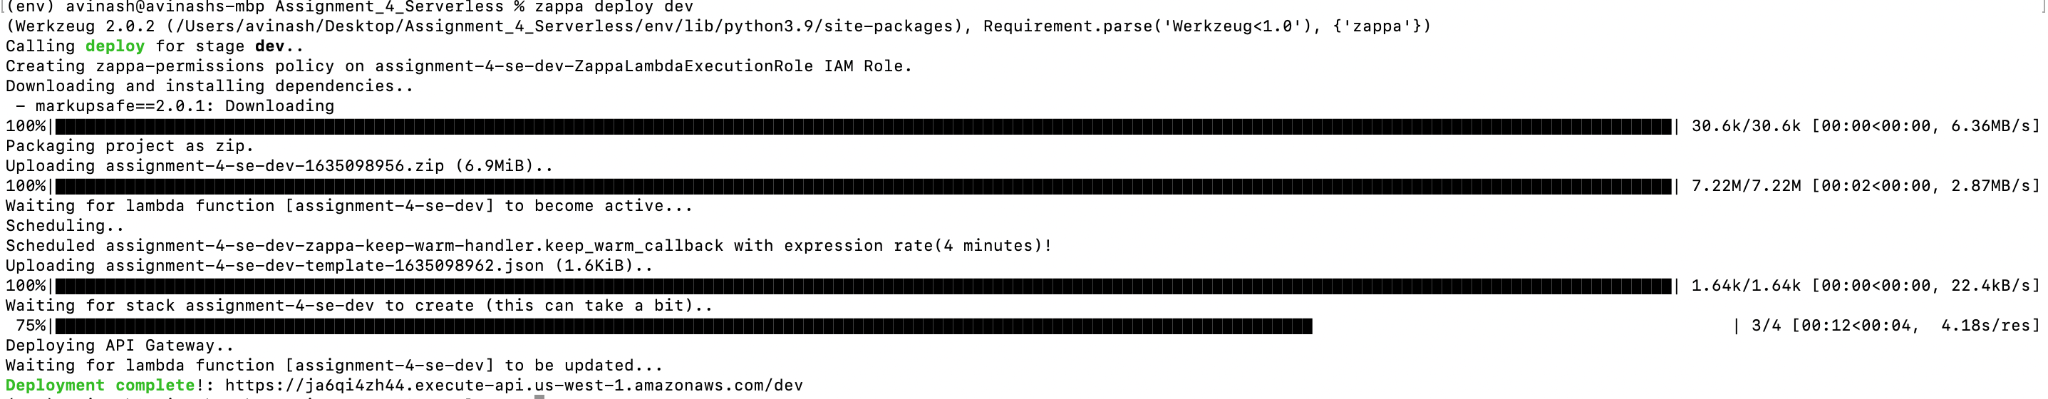 (env) avinash@avinashs-mbp Assignment_4_Serverless % zappa deploy dev
(Werkzeug 2.0.2 (/Users/avinash/Desktop/Assignment_4_Serverless/env/lib/python3.9/site-packages), Requirement.parse('Werkzeug<1.0'), {'zappa'})
Calling deploy for stage dev..
Creating zappa-permissions policy on assignment-4-se-dev-ZappaLambdaExecutionRole IAM Role.
Downloading and installing dependencies..
- markupsafe==2.0.1: Downloading
100%| | 30.6k/30.6k [00:00<00:00, 6.36MB/s]
Packaging project as zip.
Uploading assignment-4-se-dev-1635098956.zip (6.9MiB)..
100%| | 7.22M/7.22M [00:02<00:00, 2.87MB/s]
Waiting for lambda function [assignment-4-se-dev] to become active...
Scheduling..
Scheduled assignment-4-se-dev-zappa-keep-warm-handler.keep_warm_callback with expression rate(4 minutes)!
Uploading assignment-4-se-dev-template-1635098962.json (1.6KiB)..
100%| | 1.64k/1.64k [00:00<00:00, 22.4kB/s]
Waiting for stack assignment-4-se-dev to create (this can take a bit)..
75%| | 3/4 [00:12<00:04, 4.18s/res]
Deploying API Gateway..
Waiting for lambda function [assignment-4-se-dev] to be updated...
Deployment complete!: https://ja6qi4zh44.execute-api.us-west-1.amazonaws.com/dev